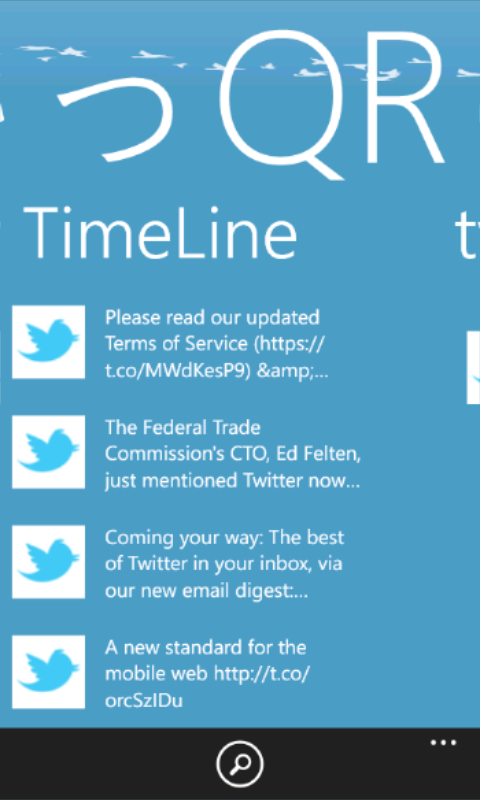 っQR
TimeLine
Please read our updated
Terms of Service (https://
t.co/MWdKesP9) &amp;...
The Federal Trade
Commission's CTO, Ed Felten,
just mentioned Twitter now...
Coming your way: The best
of Twitter in your inbox, via
our new email digest:...
A new standard for the
mobile web http://t.co/
orcSzIDu